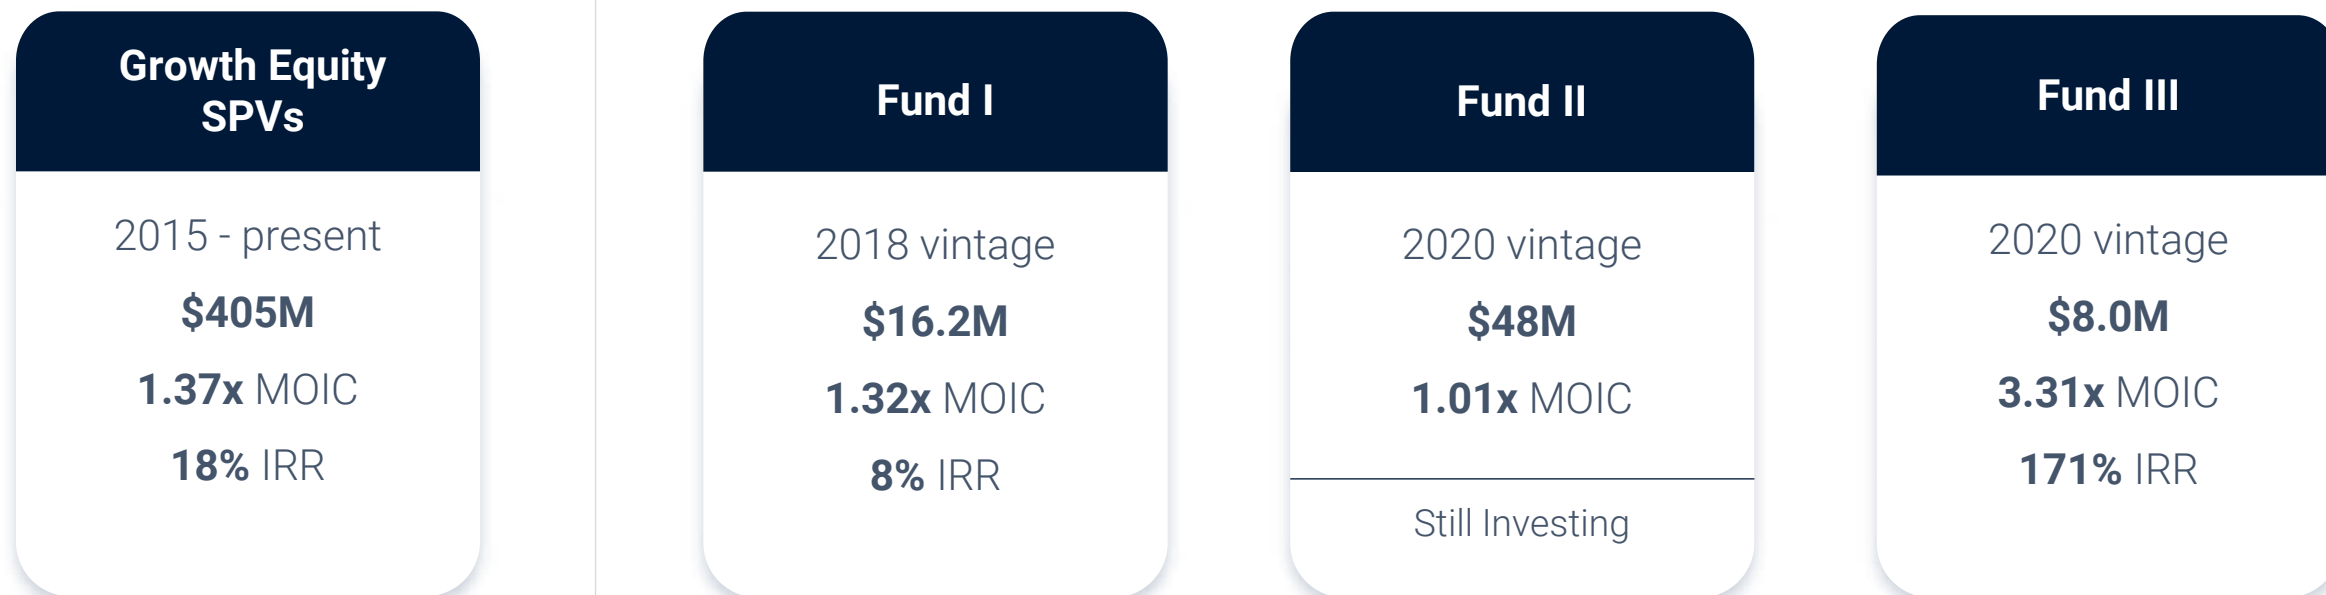 Growth Equity
SPVs
2015 - present
$405M
1.37x MOIC
18% IRR
Fund I
2018 vintage
$16.2M
1.32x MOIC
8% IRR
Fund II
2020 vintage
$48M
1.01x MOIC
Still Investing
Fund III
2020 vintage
$8.0M
3.31x MOIC
171% IRR